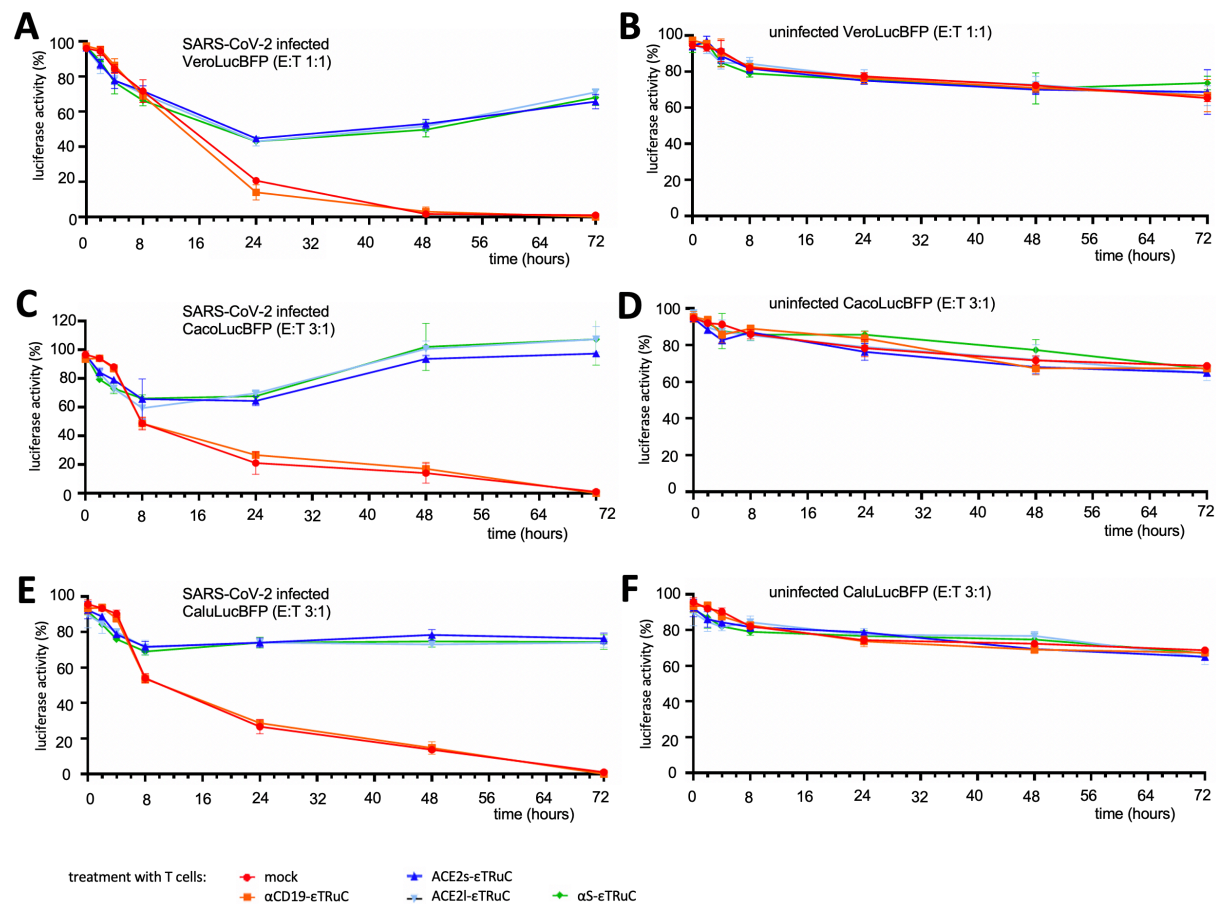 A
SARS-CoV-2 infected
VeroLucBFP (E:T 1:1)
luciferase activity (%)
100
80
60
40
20
0
0 8 16 24 32 40 48 56 64 72
time (hours)
B
uninfected VeroLucBFP (E:T 1:1)
luciferase activity (%)
100
80
60
40
20
0
0 8 16 24 32 40 48 56 64 72
time (hours)
C
SARS-CoV-2 infected
CacoLucBFP (E:T 3:1)
luciferase activity (%)
120
100
80
60
40
20
0
0 8 16 24 32 40 48 56 64 72
time (hours)
D
uninfected CacoLucBFP (E:T 3:1)
luciferase activity (%)
100
80
60
40
20
0
0 8 16 24 32 40 48 56 64 72
time (hours)
E
SARS-CoV-2 infected
CaluLucBFP (E:T 3:1)
luciferase activity (%)
100
80
60
40
20
0
0 8 16 24 32 40 48 56 64 72
time (hours)
F
uninfected CaluLucBFP (E:T 3:1)
luciferase activity (%)
100
80
60
40
20
0
0 8 16 24 32 40 48 56 64 72
time (hours)
treatment with T cells:
mock
αCD19-εTRuC
ACE2s-εTRuC
ACE2l-εTRuC
αS-εTRuC